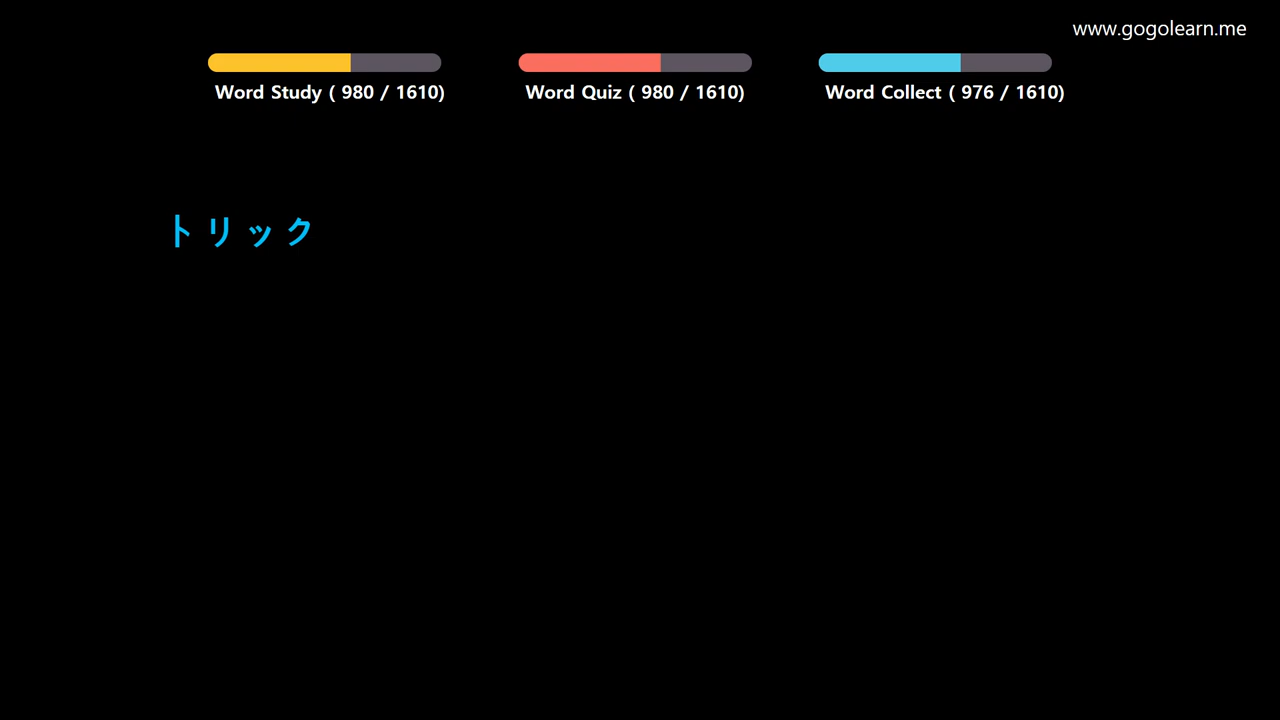 www.gogolearn.me
Word Study ( 980 / 1610)
Word Quiz ( 980 / 1610)
Word Collect ( 976 / 1610)
トリック